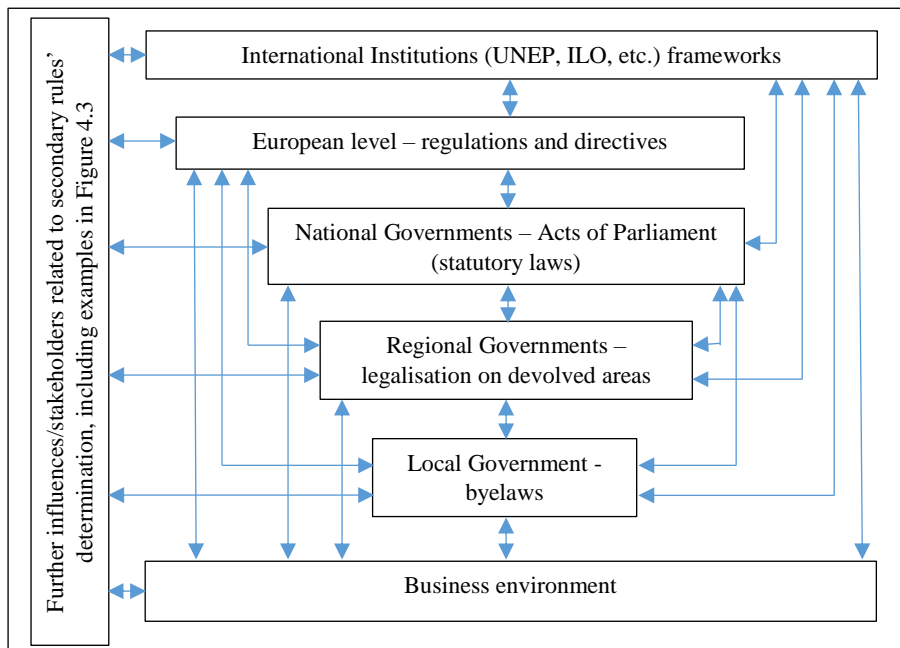 Further influences/stakeholders related to secondary rules’
determination, including examples in Figure 4.3
International Institutions (UNEP, ILO, etc.) frameworks
European level – regulations and directives
National Governments – Acts of Parliament
(statutory laws)
Regional Governments –
legalisation on devolved areas
Local Government -
byelaws
Business environment